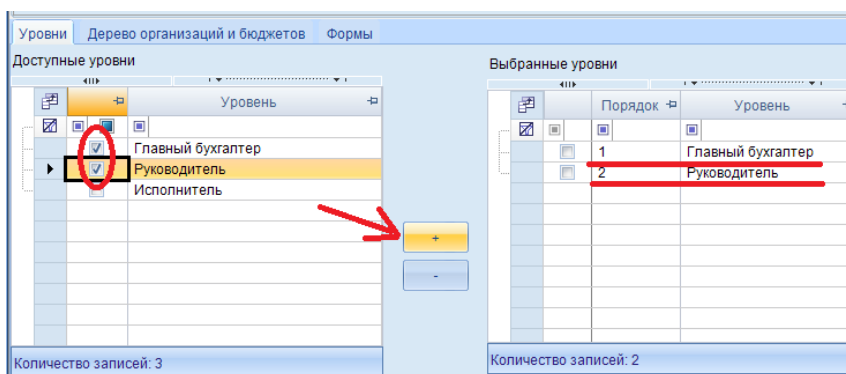 Уровни Дерево организаций и бюджетов Формы
Доступные уровни
Уровень
Главный бухгалтер
Руководитель
Исполнитель
Количество записей: 3
+
-
Выбранные уровни
Порядок Уровень
1 Главный бухгалтер
2 Руководитель
Количество записей: 2